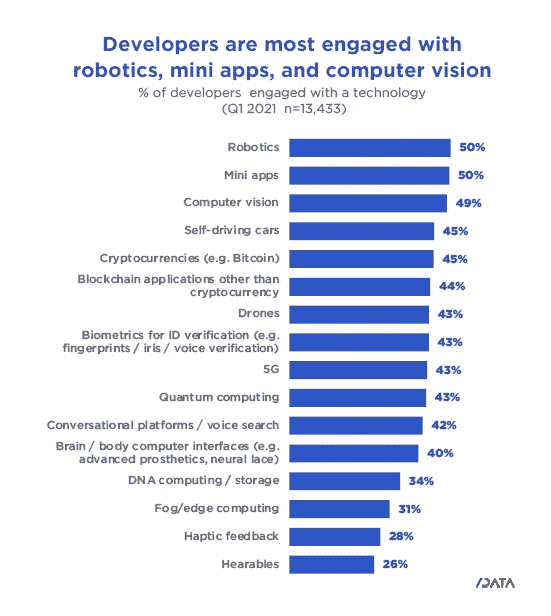 Developers are most engaged with
robotics, mini apps, and computer vision
% of developers engaged with a technology
(Q1 2021 n=13,433)
Robotics 50%
Mini apps 50%
Computer vision 49%
Self-driving cars 45%
Cryptocurrencies (e.g. Bitcoin) 45%
Blockchain applications other than
cryptocurrency 44%
Drones 43%
Biometrics for ID verification (e.g.
fingerprints / iris / voice verification) 43%
5G 43%
Quantum computing 43%
Conversational platforms / voice search 42%
Brain / body computer interfaces (e.g.
advanced prosthetics, neural lace) 40%
DNA computing / storage 34%
Fog/edge computing 31%
Haptic feedback 28%
Hearables 26%
/DATA